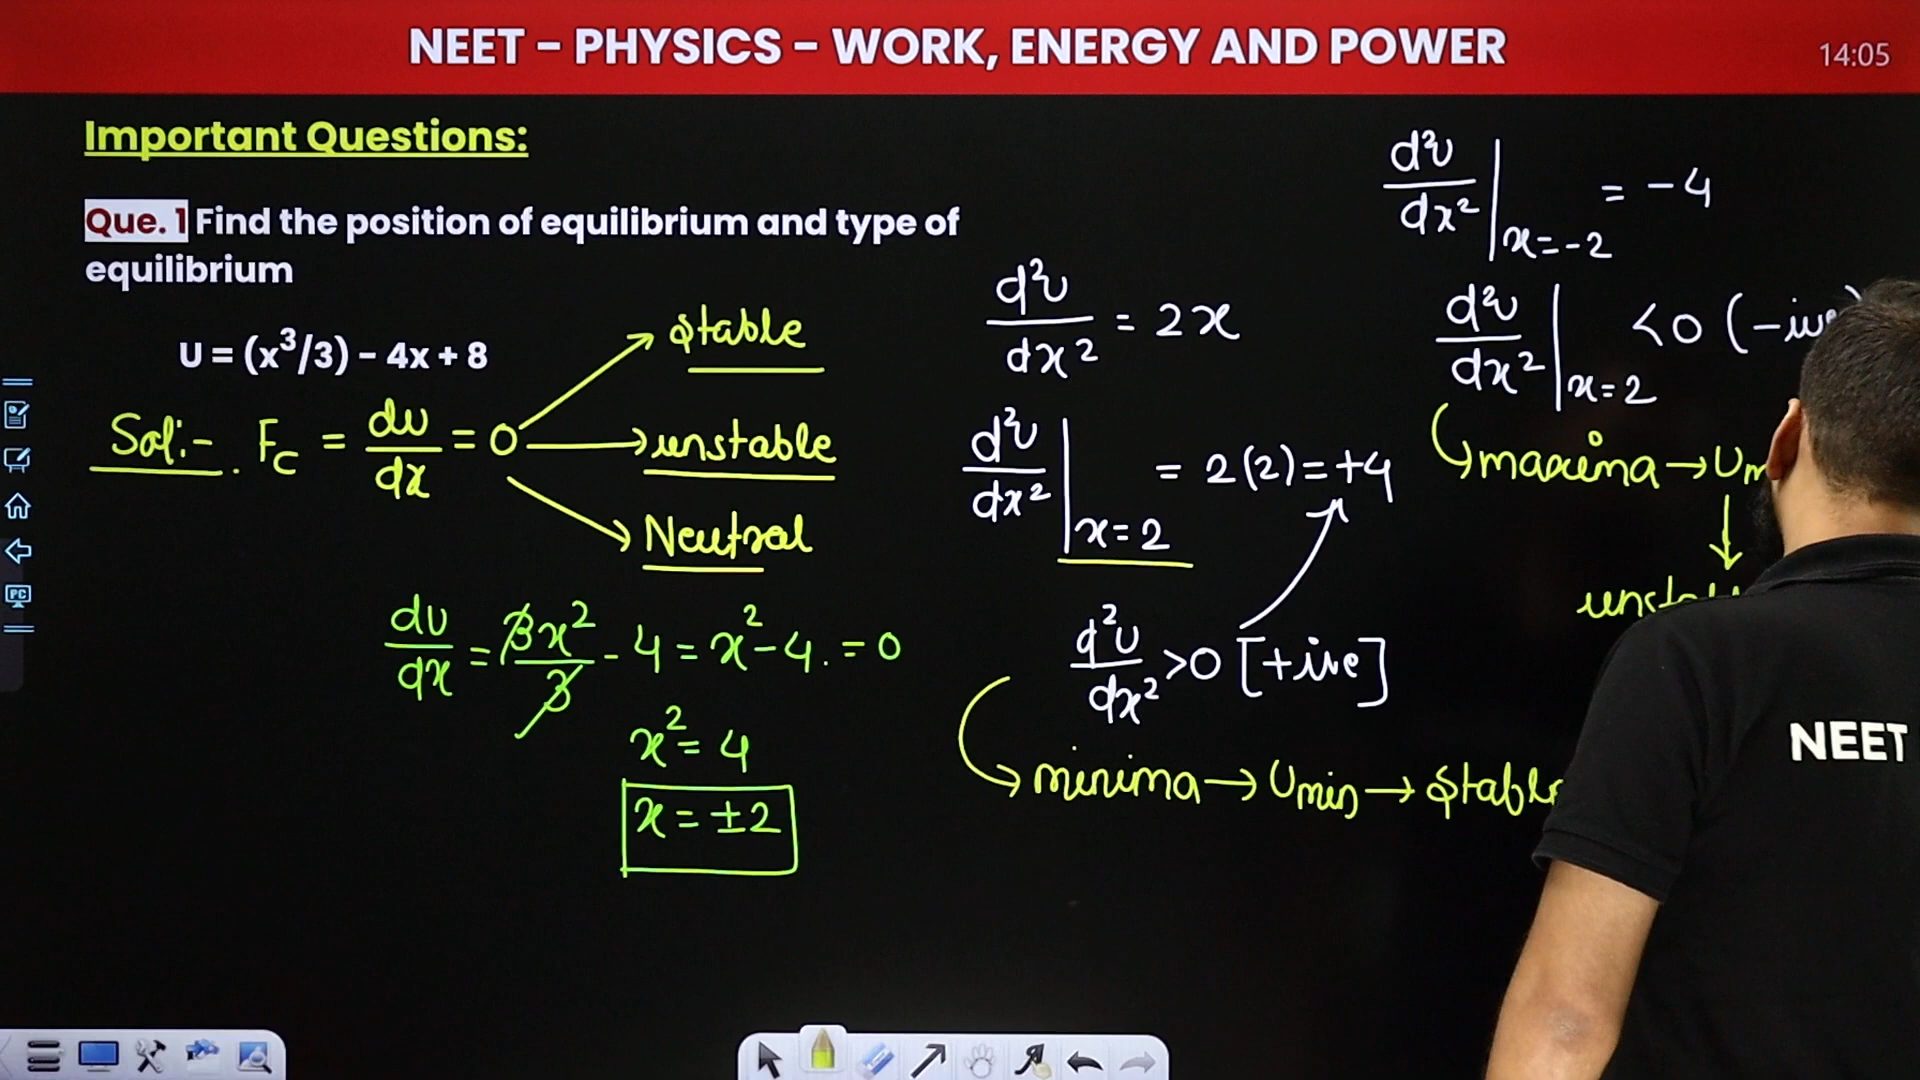 NEET - PHYSICS - WORK, ENERGY AND POWER
14:05
Important Questions:
Que. 1 Find the position of equilibrium and type of
equilibrium
U = (x³/3) - 4x + 8
Sol:- . F_C = du/dx = 0
stable
unstable
Neutral
du/dx = 3x²/3 - 4 = x² - 4 . = 0
x² = 4
x = ±2
d²u/dx² = 2x
d²u/dx² | x=2 = 2(2) = +4
d²u/dx² > 0 [+ive]
minima → Umin → stable
d²u/dx² | x=-2 = -4
d²u/dx² | x=2 < 0 (-ive)
maxima →
PC
NEET